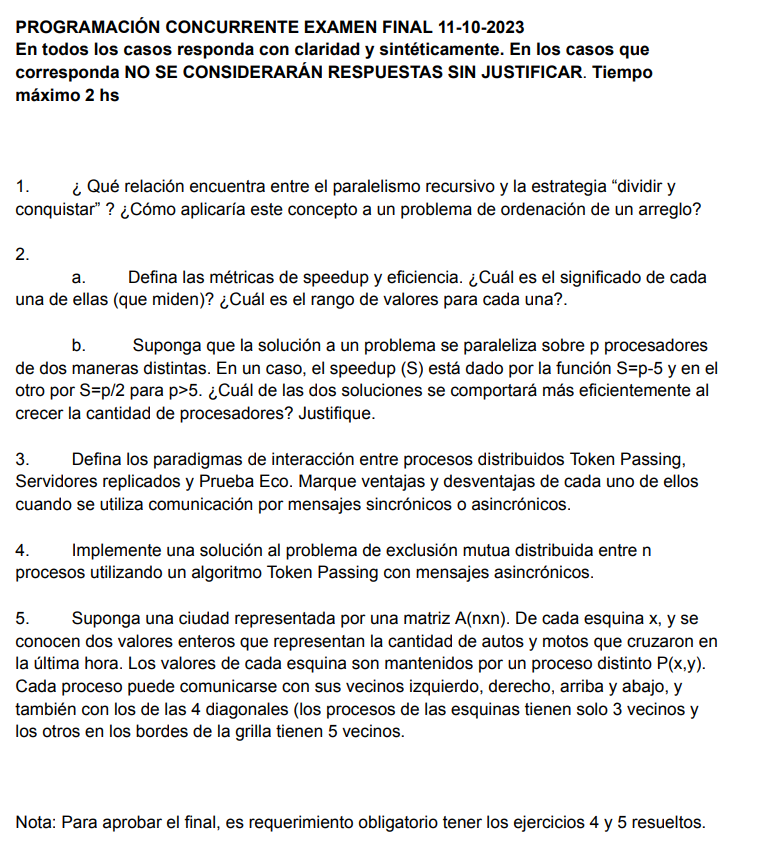 PROGRAMACIÓN CONCURRENTE EXAMEN FINAL 11-10-2023
En todos los casos responda con claridad y sintéticamente. En los casos que
corresponda NO SE CONSIDERARÁN RESPUESTAS SIN JUSTIFICAR. Tiempo
máximo 2 hs
1. ¿ Qué relación encuentra entre el paralelismo recursivo y la estrategia “dividir y
conquistar” ? ¿Cómo aplicaría este concepto a un problema de ordenación de un arreglo?
2.
a. Defina las métricas de speedup y eficiencia. ¿Cuál es el significado de cada
una de ellas (que miden)? ¿Cuál es el rango de valores para cada una?.
b. Suponga que la solución a un problema se paraleliza sobre p procesadores
de dos maneras distintas. En un caso, el speedup (S) está dado por la función S=p-5 y en el
otro por S=p/2 para p>5. ¿Cuál de las dos soluciones se comportará más eficientemente al
crecer la cantidad de procesadores? Justifique.
3. Defina los paradigmas de interacción entre procesos distribuidos Token Passing,
Servidores replicados y Prueba Eco. Marque ventajas y desventajas de cada uno de ellos
cuando se utiliza comunicación por mensajes sincrónicos o asincrónicos.
4. Implemente una solución al problema de exclusión mutua distribuida entre n
procesos utilizando un algoritmo Token Passing con mensajes asincrónicos.
5. Suponga una ciudad representada por una matriz A(nxn). De cada esquina x, y se
conocen dos valores enteros que representan la cantidad de autos y motos que cruzaron en
la última hora. Los valores de cada esquina son mantenidos por un proceso distinto P(x,y).
Cada proceso puede comunicarse con sus vecinos izquierdo, derecho, arriba y abajo, y
también con los de las 4 diagonales (los procesos de las esquinas tienen solo 3 vecinos y
los otros en los bordes de la grilla tienen 5 vecinos.
Nota: Para aprobar el final, es requerimiento obligatorio tener los ejercicios 4 y 5 resueltos.